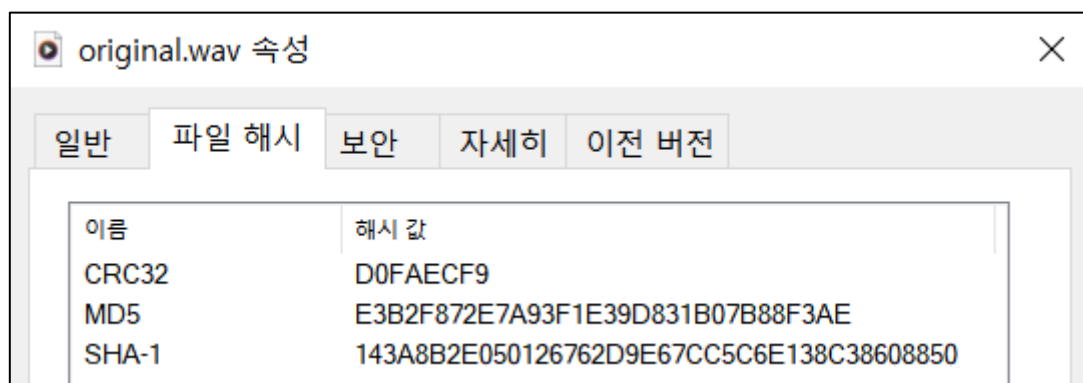 original.wav 속성
일반 파일 해시 보안 자세히 이전 버전
이름 해시 값
CRC32 D0FAECF9
MD5 E3B2F872E7A93F1E39D831B07B88F3AE
SHA-1 143A8B2E050126762D9E67CC5C6E138C38608850